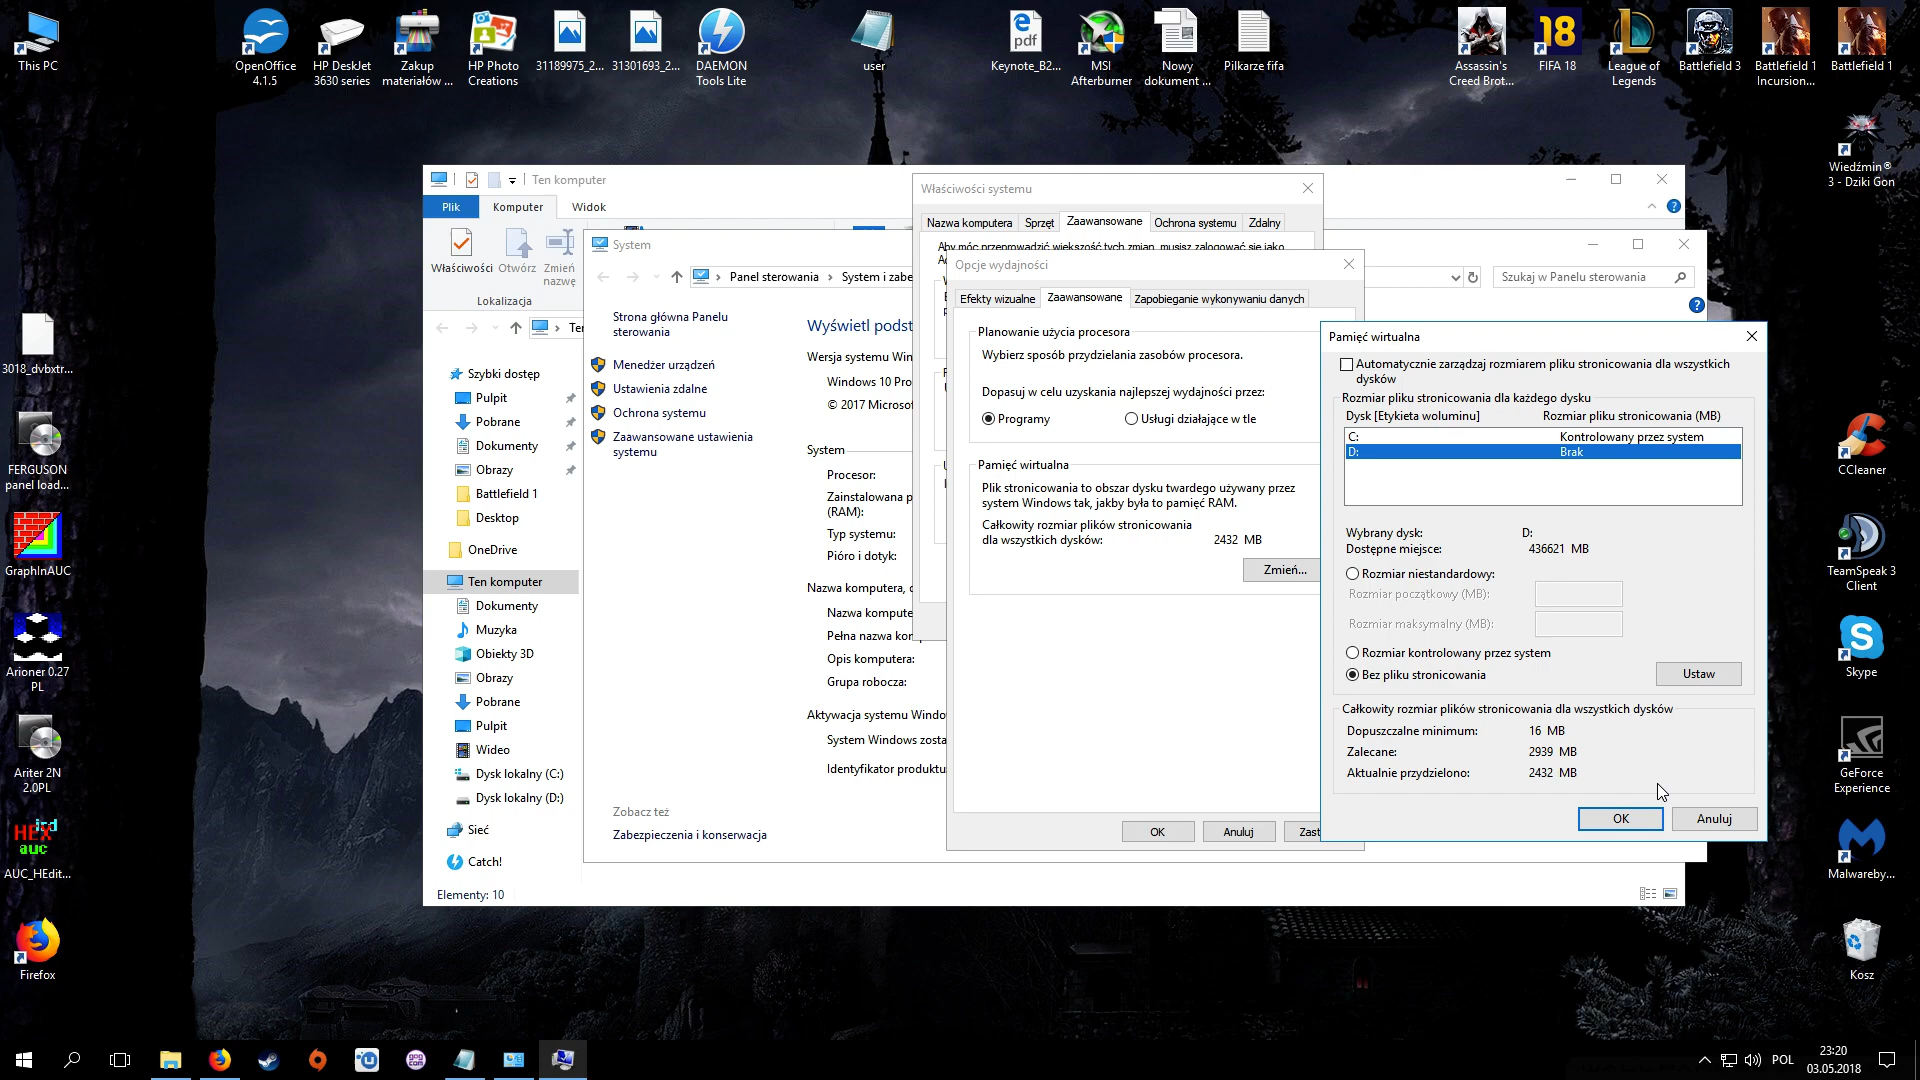 This PC
OpenOffice
4.1.5
HP DeskJet
3630 series
Zakup
materiałów ...
HP Photo
Creations
31189975_2...
31301693_2...
DAEMON
Tools Lite
user
Keynote_B2...
MSI
Afterburner
Nowy
dokument ...
Pilkarze fifa
Assassin's
Creed Brot...
FIFA 18
League of
Legends
Battlefield 3
Battlefield 1
Incursion...
Battlefield 1
Wiedźmin®
3 - Dziki Gon
3018_dvbxtr...
FERGUSON
panel load...
GraphInAUC
Arioner 0.27
PL
Ariter 2N
2.0PL
HEX
auc
AUC_HEdit...
Firefox
CCleaner
TeamSpeak 3
Client
Skype
GeForce
Experience
Malwareby...
Kosz
Ten komputer
Plik
Komputer
Widok
Właściwości
Otwórz
Zmień
nazwę
Lokalizacja
Szybki dostęp
Pulpit
Pobrane
Dokumenty
Obrazy
Battlefield 1
Desktop
OneDrive
Ten komputer
Dokumenty
Muzyka
Obiekty 3D
Obrazy
Pobrane
Pulpit
Wideo
Dysk lokalny (C:)
Dysk lokalny (D:)
Sieć
Catch!
Elementy: 10
System
Panel sterowania
System i zabe
Szukaj w Panelu sterowania
Strona główna Panelu
sterowania
Menedżer urządzeń
Ustawienia zdalne
Ochrona systemu
Zaawansowane ustawienia
systemu
Zobacz też
Zabezpieczenia i konserwacja
Wyświetl podst
Wersja systemu Win
Windows 10 Pro
© 2017 Microsof
System
Procesor:
Zainstalowana p
(RAM):
Typ systemu:
Pióro i dotyk:
Nazwa komputera, d
Nazwa kompute
Pełna nazwa kom
Opis komputera:
Grupa robocza:
Aktywacja systemu Windo
System Windows zosta
Identyfikator produktu
Właściwości systemu
Nazwa komputera
Sprzęt
Zaawansowane
Ochrona systemu
Zdalny
Aby móc przeprowadzić większość tych zmian, musisz zalogować się jako
Opcje wydajności
Efekty wizualne
Zaawansowane
Zapobieganie wykonywaniu danych
Planowanie użycia procesora
Wybierz sposób przydzielania zasobów procesora.
Dopasuj w celu uzyskania najlepszej wydajności przez:
Programy
Usługi działające w tle
Pamięć wirtualna
Plik stronicowania to obszar dysku twardego używany przez
system Windows tak, jakby była to pamięć RAM.
Całkowity rozmiar plików stronicowania
dla wszystkich dysków: 2432 MB
Zmień...
OK
Anuluj
Zast
Pamięć wirtualna
Automatycznie zarządzaj rozmiarem pliku stronicowania dla wszystkich
dysków
Rozmiar pliku stronicowania dla każdego dysku
Dysk [Etykieta woluminu] Rozmiar pliku stronicowania (MB)
C: Kontrolowany przez system
D: Brak
Wybrany dysk: D:
Dostępne miejsce: 436621 MB
Rozmiar niestandardowy:
Rozmiar początkowy (MB):
Rozmiar maksymalny (MB):
Rozmiar kontrolowany przez system
Bez pliku stronicowania
Ustaw
Całkowity rozmiar plików stronicowania dla wszystkich dysków
Dopuszczalne minimum: 16 MB
Zalecane: 2939 MB
Aktualnie przydzielono: 2432 MB
OK
Anuluj
POL
23:20
03.05.2018